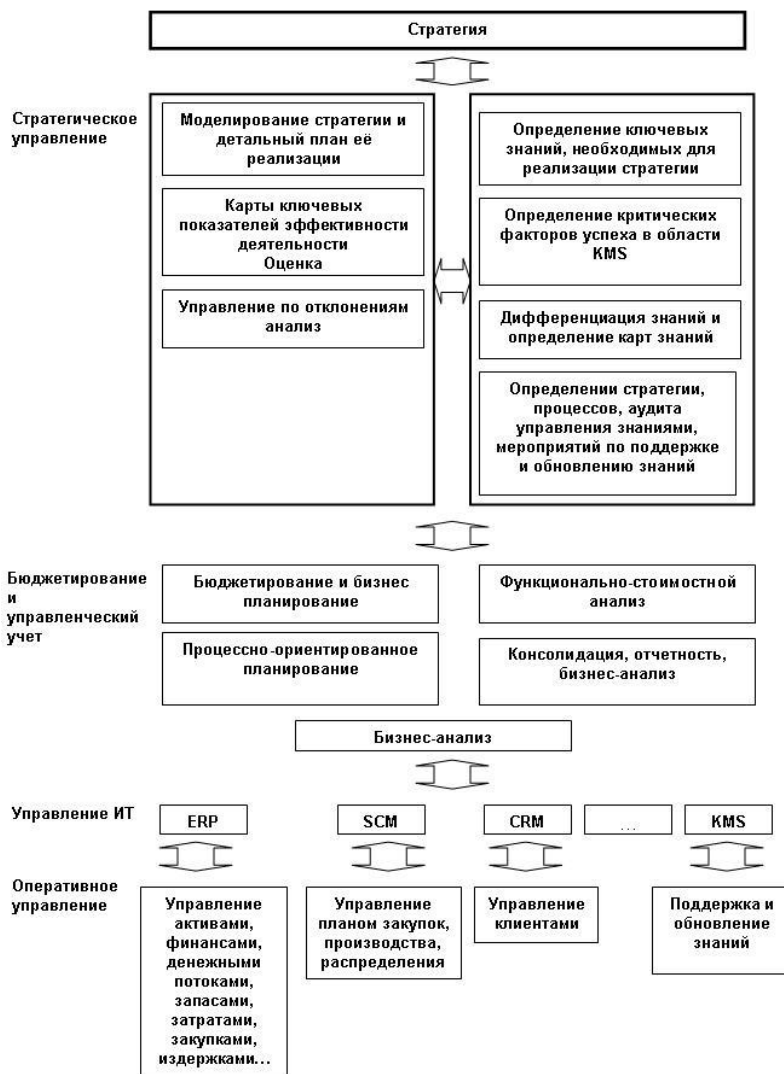 Стратегия
Стратегическое
управление
Моделирование стратегии и
детальный план её
реализации
Карты ключевых
показателей эффективности
деятельности
Оценка
Управление по отклонениям
анализ
Определение ключевых
знаний, необходимых для
реализации стратегии
Определение критических
факторов успеха в области
KMS
Дифференциация знаний и
определение карт знаний
Определении стратегии,
процессов, аудита
управления знаниями,
мероприятий по поддержке
и обновлению знаний
Бюджетирование
и
управленческий
учет
Бюджетирование и бизнес
планирование
Функционально-стоимостной
анализ
Процессно-ориентированное
планирование
Консолидация, отчетность,
бизнес-анализ
Бизнес-анализ
Управление ИТ
ERP
SCM
CRM
...
KMS
Оперативное
управление
Управление
активами,
финансами,
денежными
потоками,
запасами,
затратами,
закупками,
издержками...
Управление
планом закупок,
производства,
распределения
Управление
клиентами
Поддержка и
обновление
знаний